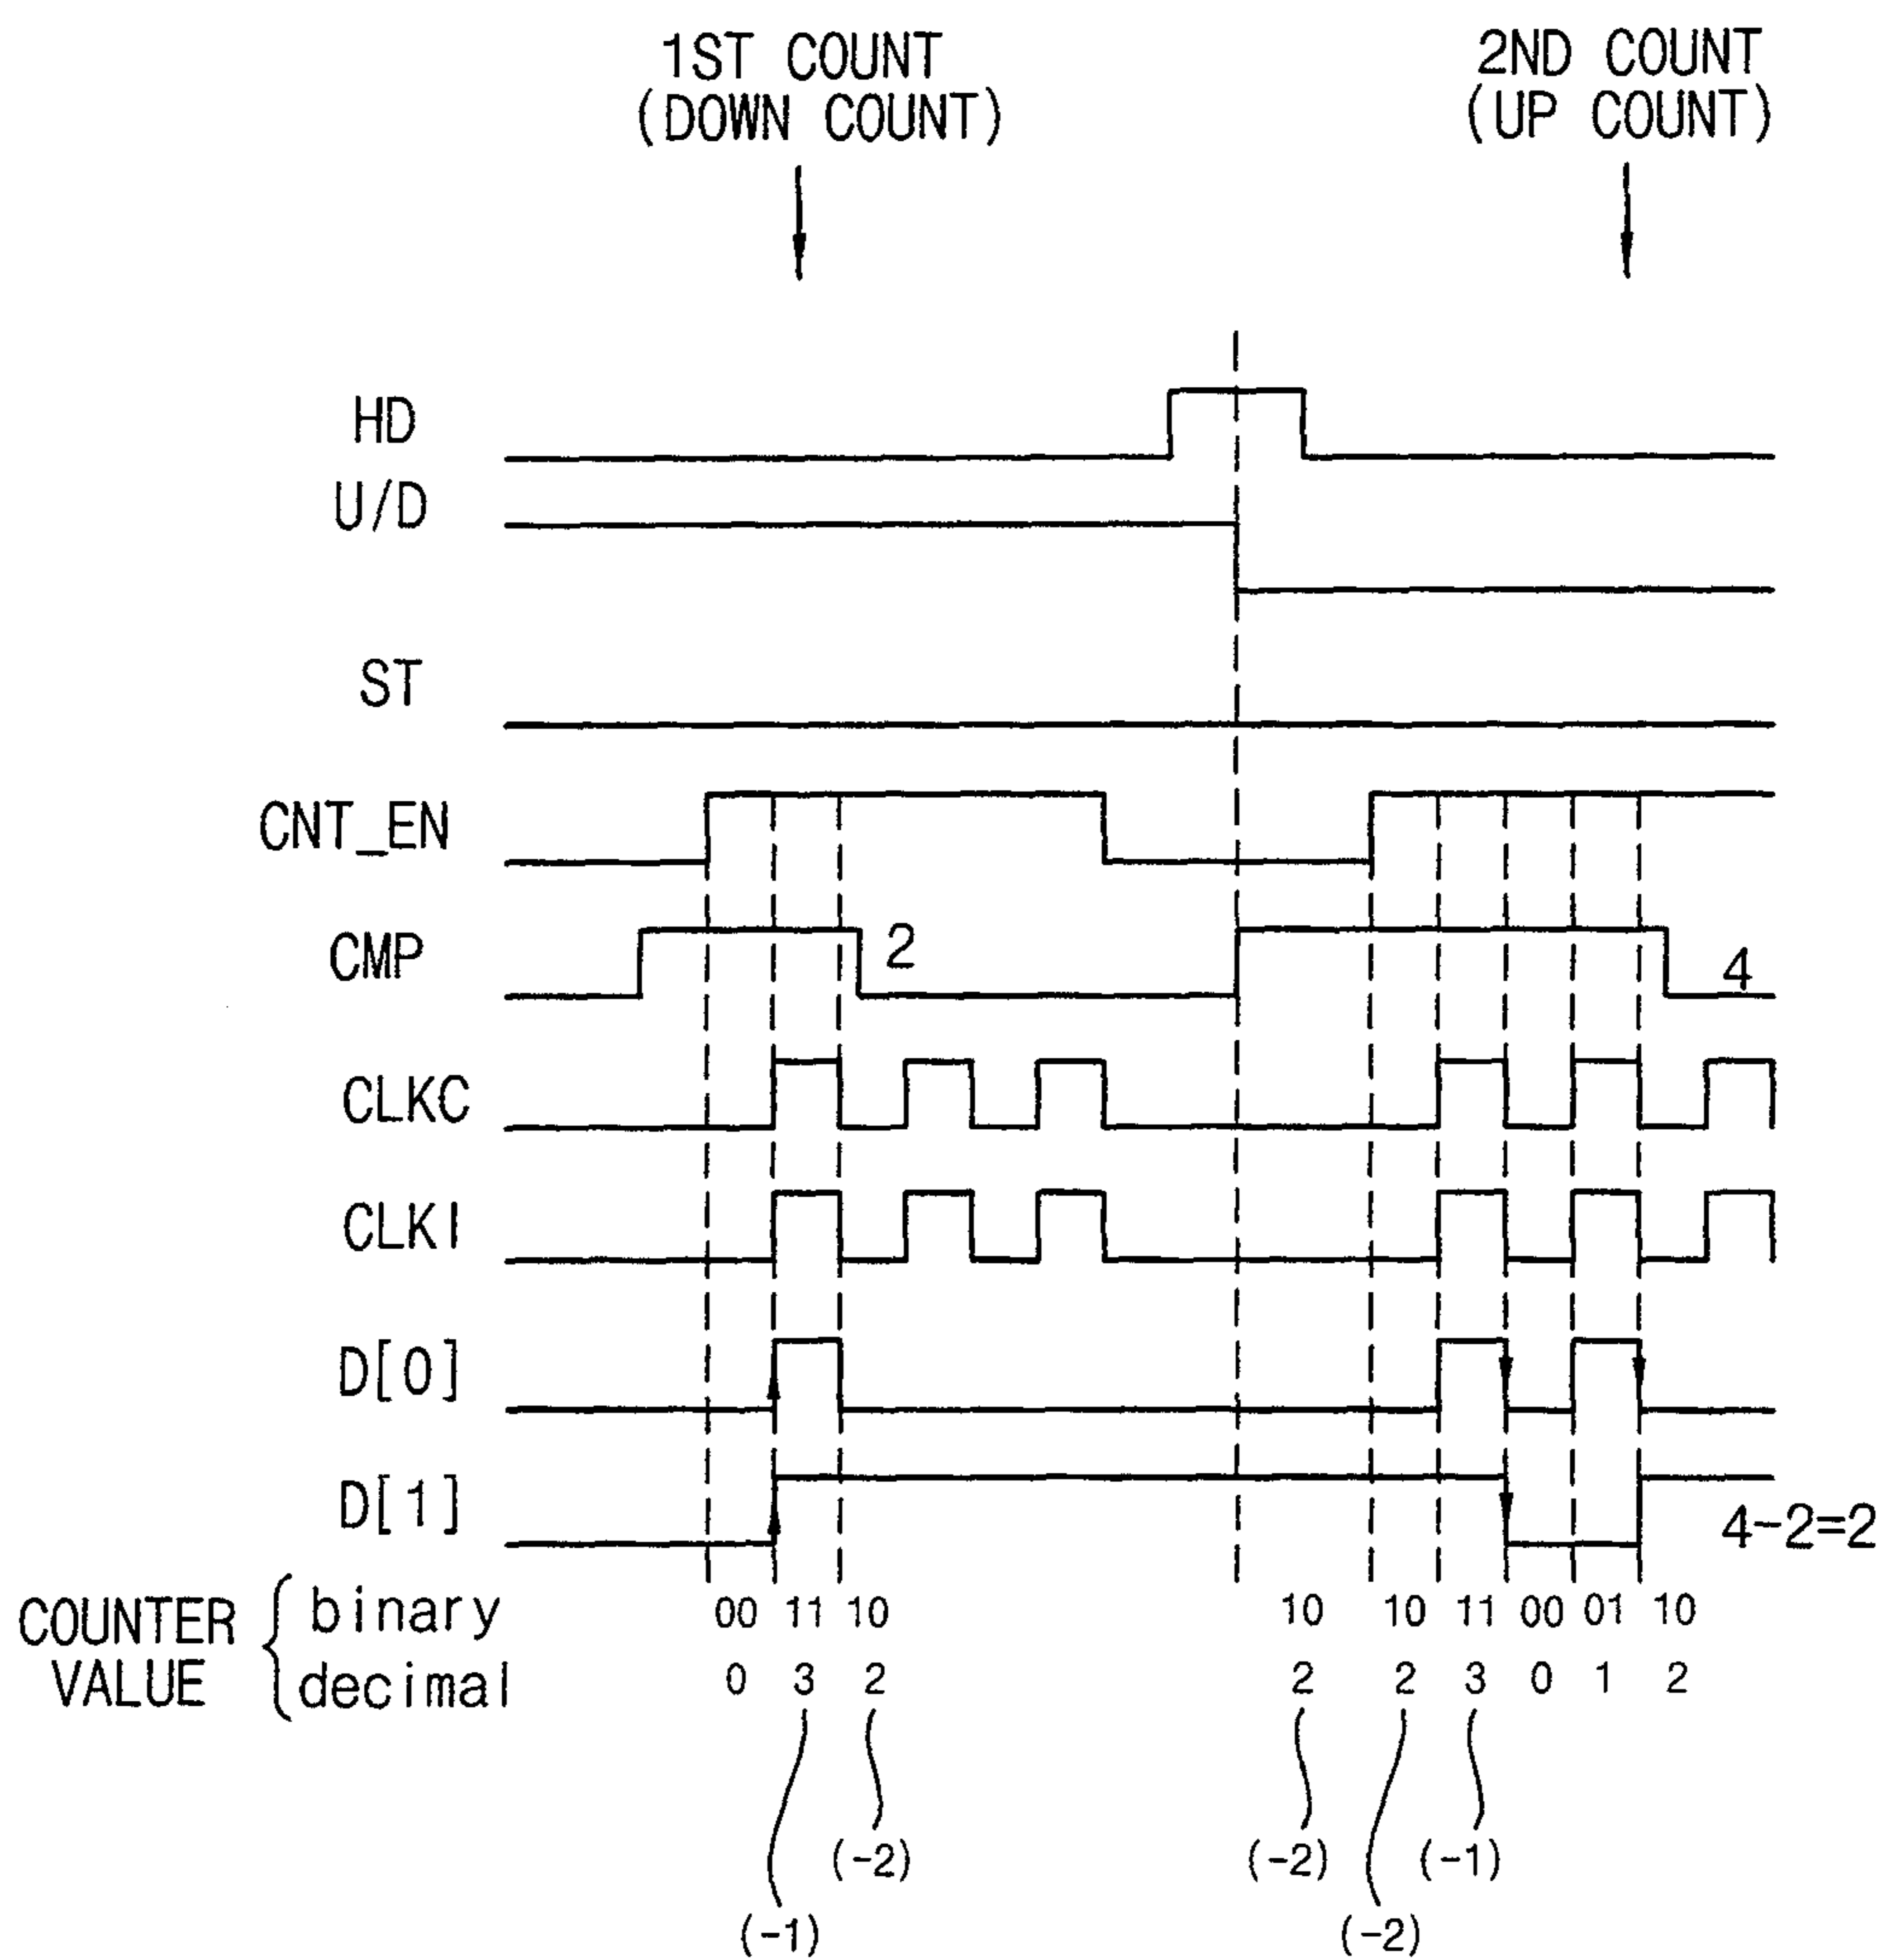 1ST COUNT
(DOWN COUNT)
2ND COUNT
(UP COUNT)
HD
U/D
ST
CNT_EN
CMP
2
4
CLKC
CLKI
D[0]
D[1]
4-2=2
COUNTER VALUE
binary 00 11 10 10 10 11 00 01 10
decimal 0 3 2 2 2 3 0 1 2
(-2) (-2) (-1)
(-1) (-2)